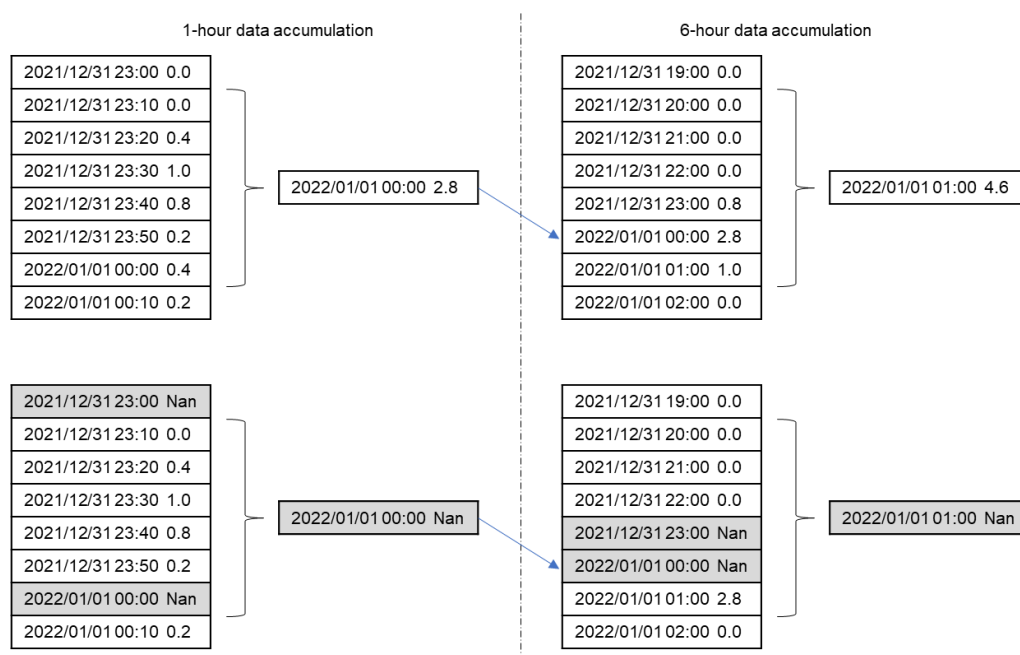 1-hour data accumulation
2021/12/31 23:00 0.0
2021/12/31 23:10 0.0
2021/12/31 23:20 0.4
2021/12/31 23:30 1.0
2021/12/31 23:40 0.8
2021/12/31 23:50 0.2
2022/01/01 00:00 0.4
2022/01/01 00:10 0.2
2022/01/01 00:00 2.8
6-hour data accumulation
2021/12/31 19:00 0.0
2021/12/31 20:00 0.0
2021/12/31 21:00 0.0
2021/12/31 22:00 0.0
2021/12/31 23:00 0.8
2022/01/01 00:00 2.8
2022/01/01 01:00 1.0
2022/01/01 02:00 0.0
2022/01/01 01:00 4.6
2021/12/31 23:00 Nan
2021/12/31 23:10 0.0
2021/12/31 23:20 0.4
2021/12/31 23:30 1.0
2021/12/31 23:40 0.8
2021/12/31 23:50 0.2
2022/01/01 00:00 Nan
2022/01/01 00:10 0.2
2022/01/01 00:00 Nan
2021/12/31 19:00 0.0
2021/12/31 20:00 0.0
2021/12/31 21:00 0.0
2021/12/31 22:00 0.0
2021/12/31 23:00 Nan
2022/01/01 00:00 Nan
2022/01/01 01:00 2.8
2022/01/01 02:00 0.0
2022/01/01 01:00 Nan